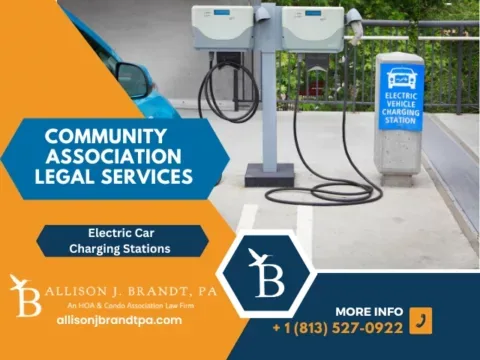 ELECTRIC
VEHICLE
CHARGING
STATION
COMMUNITY
ASSOCIATION
LEGAL SERVICES
Electric Car
Charging Stations
B
ALLISON J. BRANDT, PA
An HOA & Condo Association Law Firm
allisonjbrandtpa.com
B
MORE INFO
+ 1 (813) 527-0922